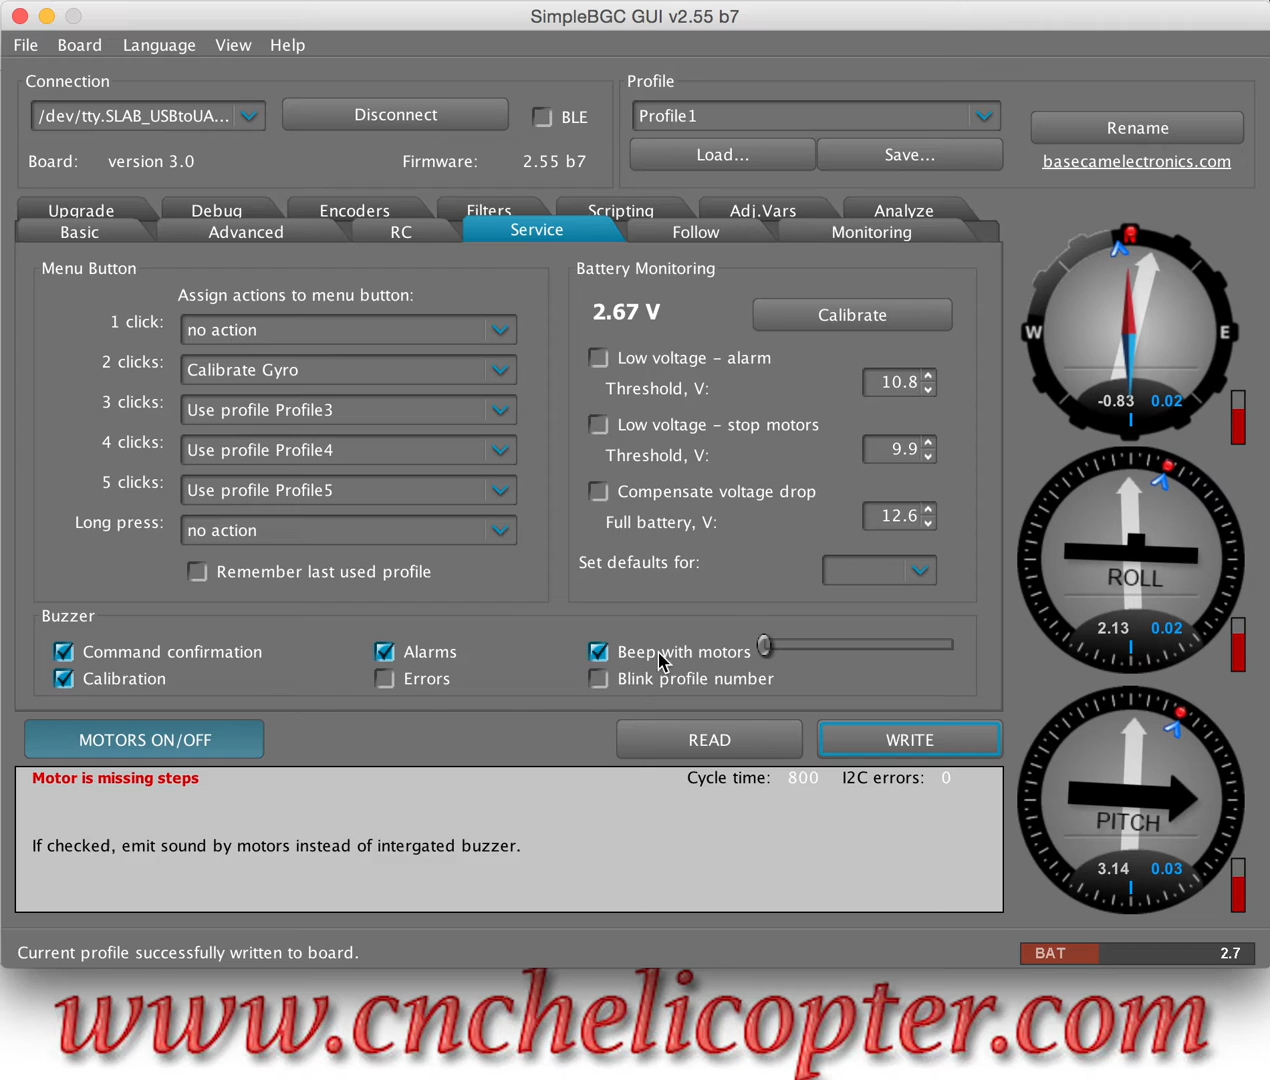 SimpleBGC GUI v2.55 b7
File Board Language View Help
Connection
/dev/tty.SLAB_USBtoUA...
Disconnect
BLE
Board: version 3.0 Firmware: 2.55 b7
Profile
Profile1
Rename
Load...
Save...
basecamelectronics.com
Upgrade Debug Encoders Filters Scripting Adj.Vars Analyze
Basic Advanced RC Service Follow Monitoring
Menu Button
Assign actions to menu button:
1 click: no action
2 clicks: Calibrate Gyro
3 clicks: Use profile Profile3
4 clicks: Use profile Profile4
5 clicks: Use profile Profile5
Long press: no action
Remember last used profile
Battery Monitoring
2.67 V
Calibrate
Low voltage - alarm
Threshold, V: 10.8
Low voltage - stop motors
Threshold, V: 9.9
Compensate voltage drop
Full battery, V: 12.6
Set defaults for:
Buzzer
Command confirmation Alarms Beep with motors
Calibration Errors Blink profile number
MOTORS ON/OFF READ WRITE
Motor is missing steps Cycle time: 800 I2C errors: 0
If checked, emit sound by motors instead of intergated buzzer.
Current profile successfully written to board.
BAT 2.7
W E
-0.83 0.02
ROLL
2.13 0.02
PITCH
3.14 0.03
www.cnchelicopter.com